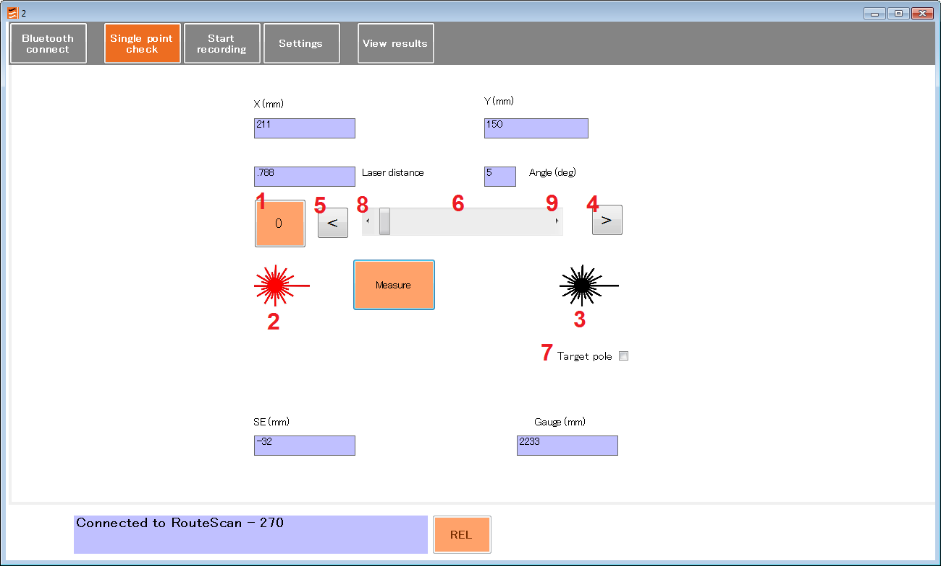 2
Bluetooth
connect
Single point
check
Start
recording
Settings
View results
X (mm)
Y (mm)
211
150
.788
Laser distance
5
Angle (deg)
1
5
8
6
9
4
0
<
>
Measure
2
3
7
Target pole
SE (mm)
Gauge (mm)
-32
2233
Connected to RouteScan - 270
REL